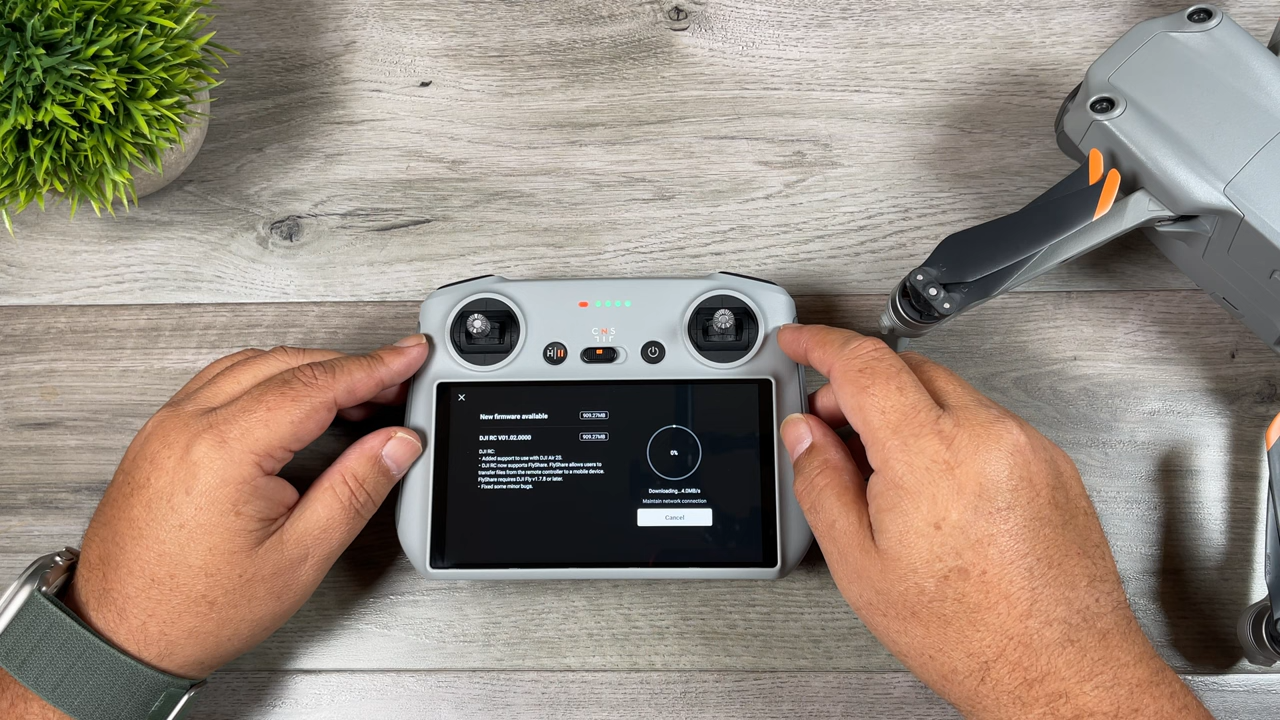 C N S
New firmware available 909.27MB
DJI RC V01.02.0000 909.27MB
DJI RC:
• Added support to use with DJI Air 2S.
• DJI RC now supports FlyShare. FlyShare allows users to
transfer files from the remote controller to a mobile device.
FlyShare requires DJI Fly v1.7.8 or later.
• Fixed some minor bugs.
0%
Downloading...4.0MB/s
Maintain network connection
Cancel